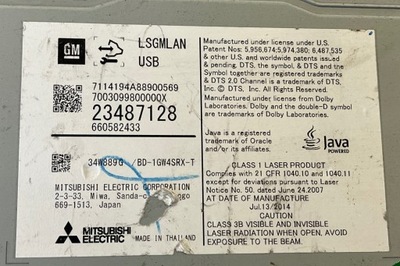 GM
LSGMLAN
USB
7114194A88900569
7003099800000X
23487128
660582433
34W889G /BD-1GW4SRX-T
MITSUBISHI ELECTRIC CORPORATION
2-3-33, Miwa, Sanda-
669-1513, Japan
MITSUBISHI
ELECTRIC
MADE IN THAILAND
Manufactured under license under U.S.
Patent Nos: 5,956,674;5,974,380; 6,487,535
& other U.S. and worldwide patents issued
& pending. DTS, the symbol, & DTS and the
Symbol together are registered trademarks
& DTS 2.0 Channel is a trademark of DTS,
Inc. © DTS, Inc. All Rights Reserved.
Manufactured under license from Dolby
Laboratories. Dolby and the double-D symbol
are trademarks of Dolby Laboratories.
Java is a registered
trademark of Oracle
and/or its affiliates.
Java
POWERED
CLASS 1 LASER PRODUCT
Complies with 21 CFR 1040.10 and 1040.11
except for deviations pursuant to Laser
Notice No. 50, dated June 24,2007
AT DATE OF MANUFACTURE
Jul.13/2014
CAUTION
CLASS 3B VISIBLE AND INVISIBLE
LASER RADIATION WHEN OPEN, AVOID
EXPOSURE TO THE BEAM.